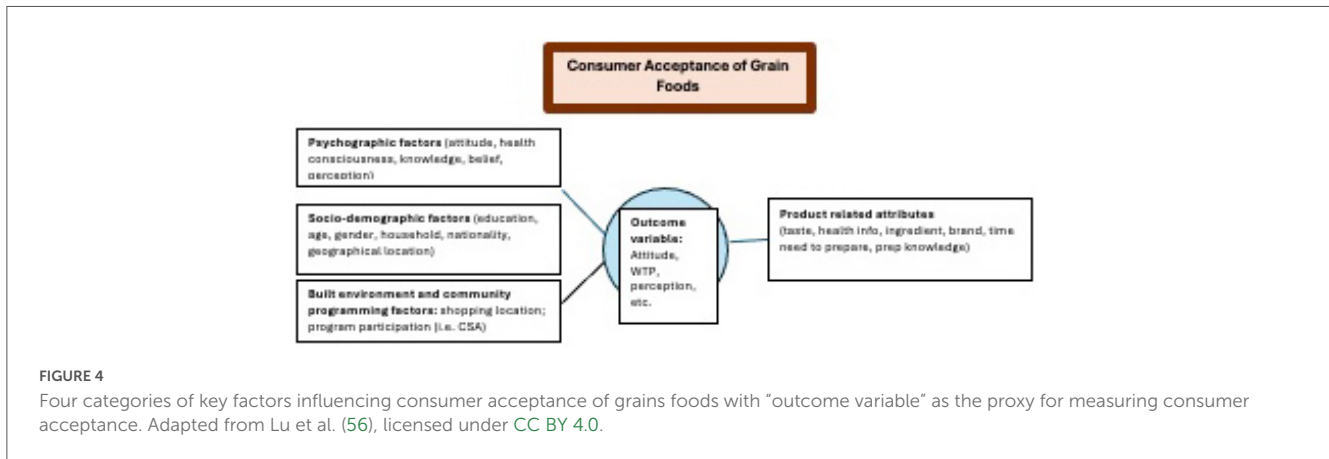 Consumer Acceptance of Grain
Foods
Psychographic factors (attitude, health
consciousness, knowledge, belief,
perception)
Socio-demographic factors (education,
age, gender, household, nationality,
geographical location)
Built environment and community
programming factors: shopping location;
program participation (i.e. CSA)
Outcome
variable:
Attitude,
WTP,
perception,
etc.
Product related attributes
(taste, health info, ingredient, brand, time
need to prepare, prep knowledge)
FIGURE 4
Four categories of key factors influencing consumer acceptance of grains foods with “outcome variable” as the proxy for measuring consumer
acceptance. Adapted from Lu et al. (56), licensed under CC BY 4.0.